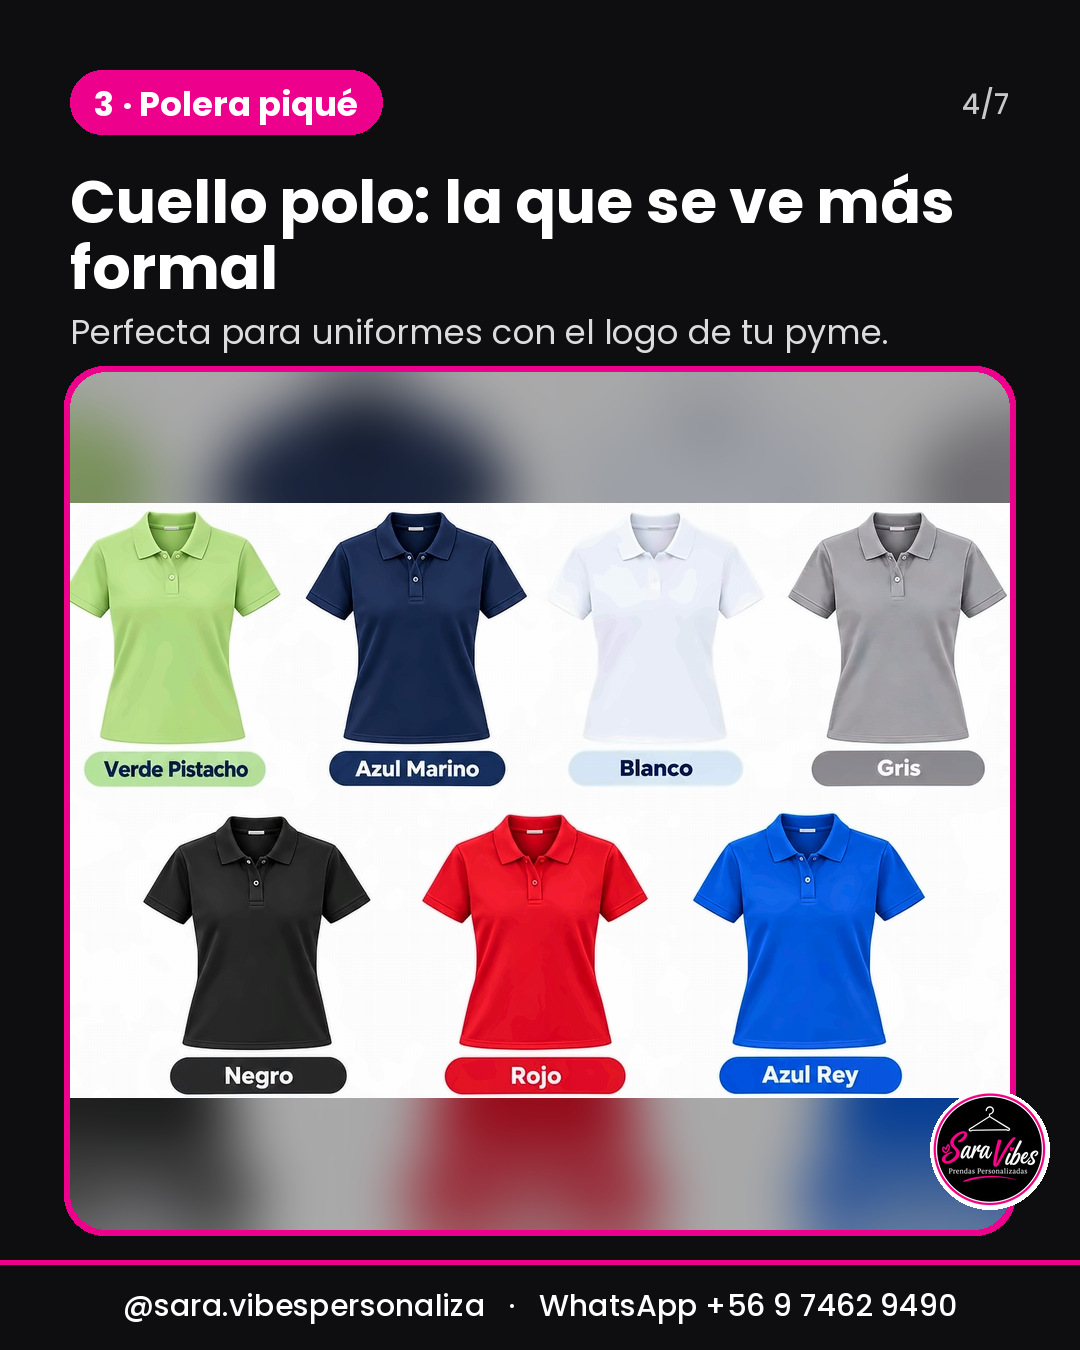 3 · Polera piqué
4/7
Cuello polo: la que se ve más
formal
Perfecta para uniformes con el logo de tu pyme.
Verde Pistacho
Azul Marino
Blanco
Gris
Negro
Rojo
Azul Rey
Sara Vibes
Prendas Personalizadas
@sara.vibespersonaliza · WhatsApp +56 9 7462 9490